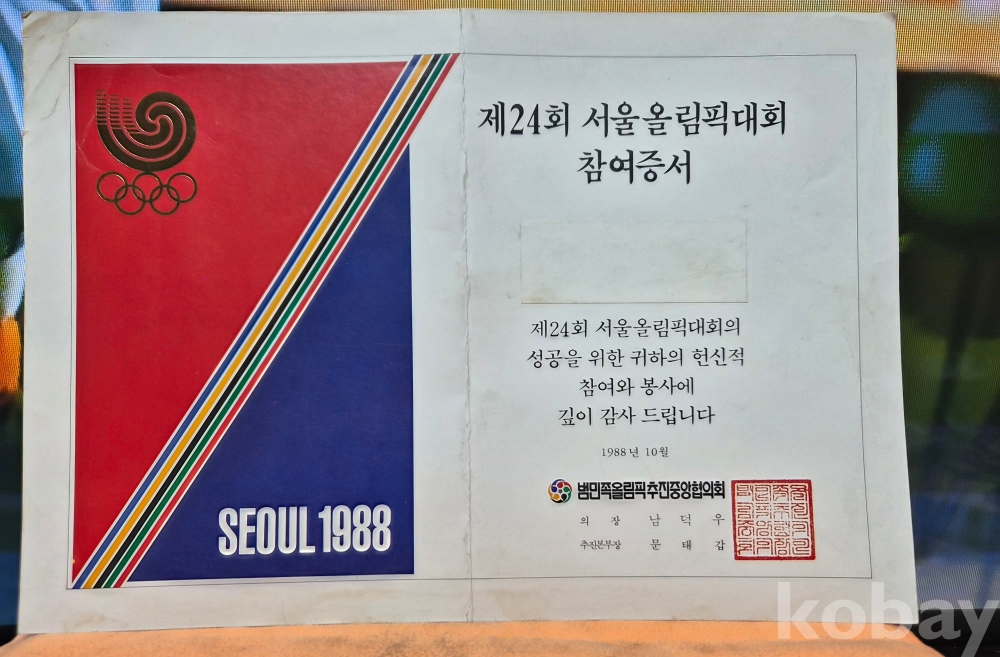 SEOUL 1988
제24회 서울올림픽대회
참여증서
제24회 서울올림픽대회의
성공을 위한 귀하의 헌신적
참여와 봉사에
깊이 감사 드립니다
1988년 10월
범민족올림픽추진중앙협의회
의 장 남 덕 우
추진본부장 문 태 갑
kobay